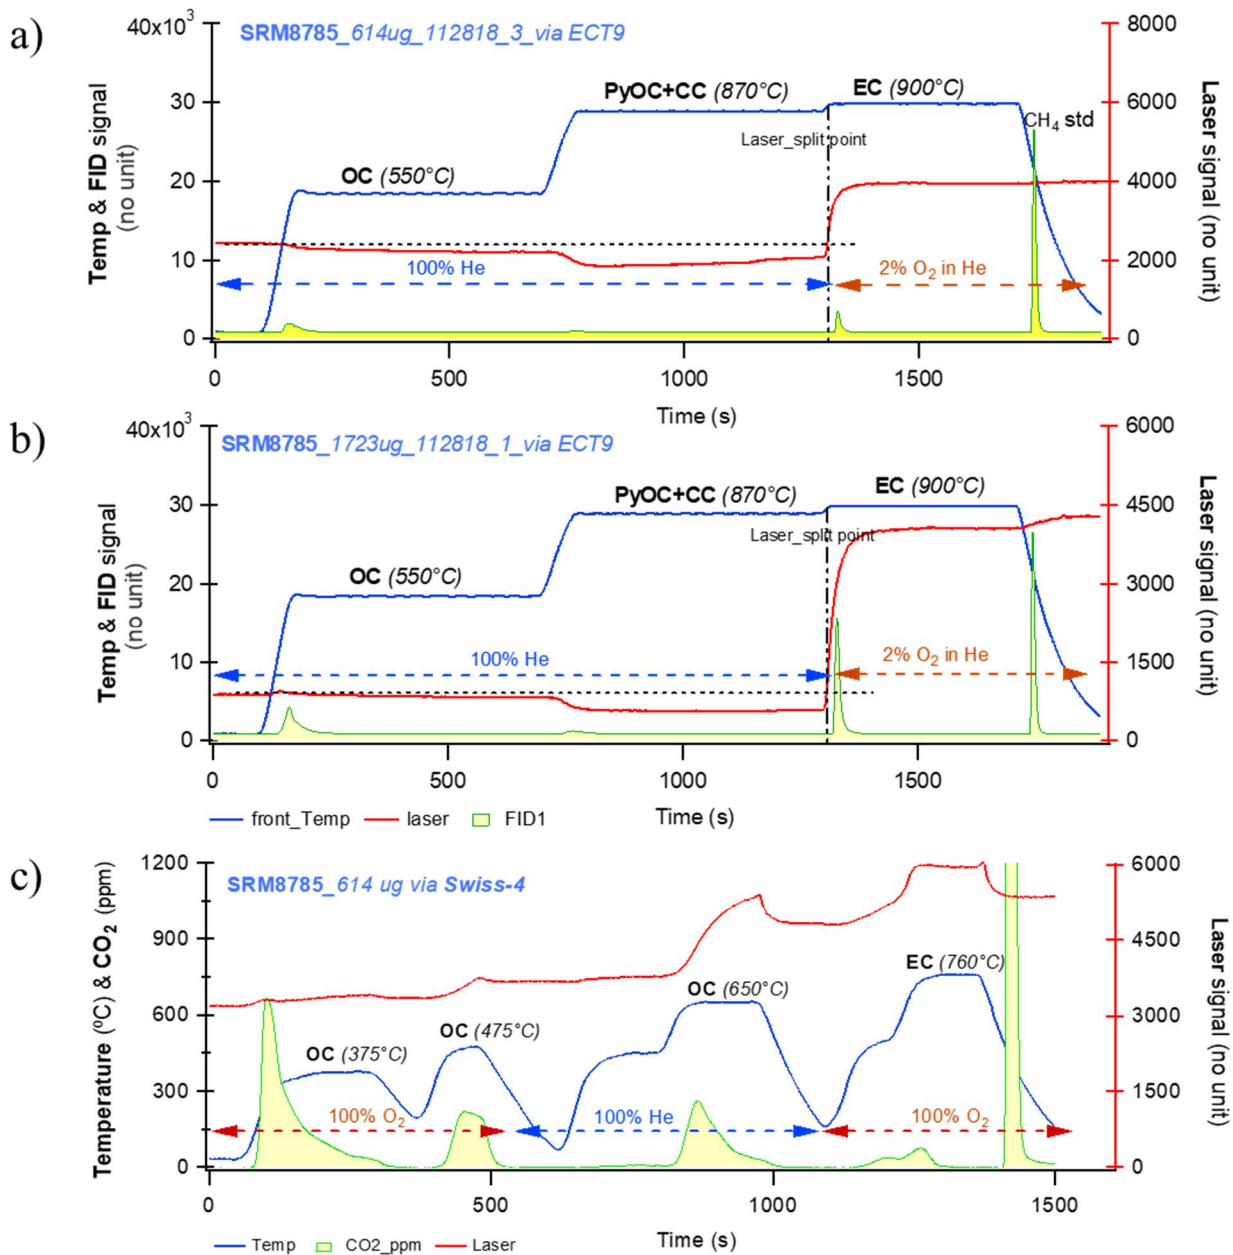 a)
SRM8785_614ug_112818_3_via ECT9
40x10³
30
20
10
0
Temp & FID signal
(no unit)
OC (550°C)
PyOC+CC (870°C)
EC (900°C)
CH₄ std
Laser_split point
100% He
2% O₂ in He
8000
6000
4000
2000
0
Laser signal (no unit)
0
500
1000
1500
Time (s)
b)
SRM8785_1723ug_112818_1_via ECT9
40x10³
30
20
10
0
Temp & FID signal
(no unit)
OC (550°C)
PyOC+CC (870°C)
EC (900°C)
Laser_split point
100% He
2% O₂ in He
6000
4500
3000
1500
0
Laser signal (no unit)
0
500
1000
1500
Time (s)
front_Temp
laser
FID1
c)
SRM8785_614 ug via Swiss-4
1200
900
600
300
0
Temperature (ºC) & CO₂ (ppm)
OC (375°C)
OC (475°C)
OC (650°C)
EC (760°C)
100% O₂
100% He
100% O₂
6000
4500
3000
1500
0
Laser signal (no unit)
0
500
1000
1500
Time (s)
Temp
CO2_ppm
Laser